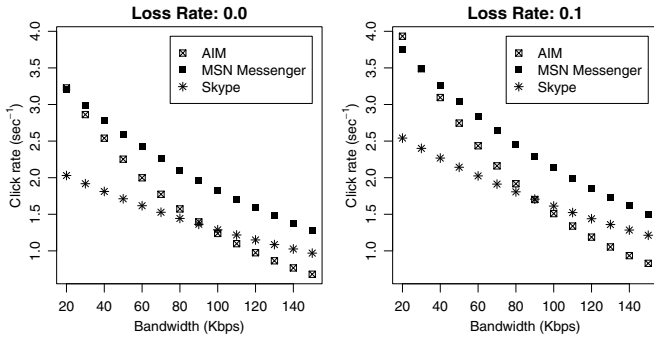 Loss Rate: 0.0
Click rate (sec⁻¹)
4.0
3.5
3.0
2.5
2.0
1.5
1.0
AIM
MSN Messenger
Skype
20 40 60 80 100 120 140
Bandwidth (Kbps)
Loss Rate: 0.1
Click rate (sec⁻¹)
4.0
3.5
3.0
2.5
2.0
1.5
1.0
AIM
MSN Messenger
Skype
20 40 60 80 100 120 140
Bandwidth (Kbps)